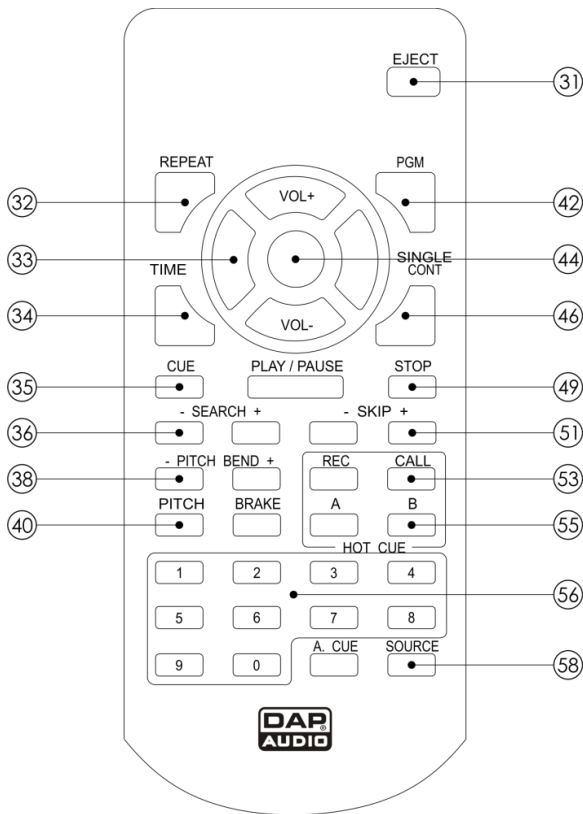 EJECT
31
REPEAT
PGM
32
VOL+
42
33
TIME
SINGLE
CONT
44
34
VOL-
46
CUE
PLAY / PAUSE
STOP
35
49
- SEARCH +
- SKIP +
36
51
- PITCH BEND +
REC
CALL
38
53
PITCH
BRAKE
A
B
40
55
HOT CUE
1
2
3
4
56
5
6
7
8
A. CUE
SOURCE
9
0
58
DAP®
AUDIO